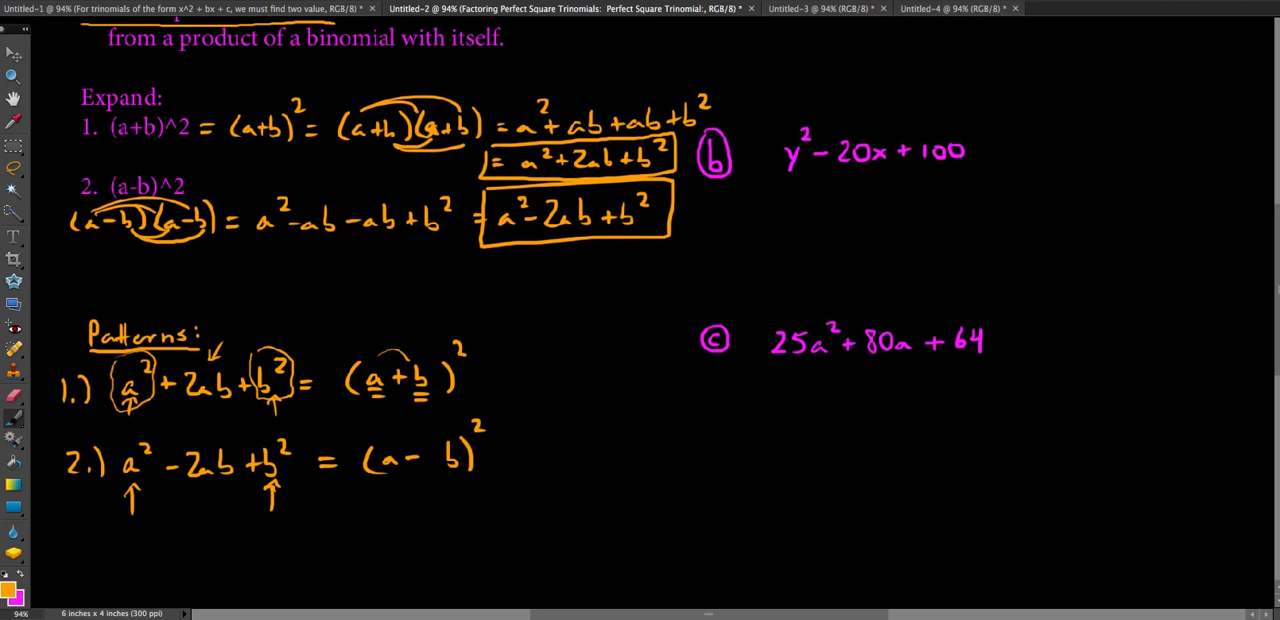 Untitled-1 @ 94% (For trinomials of the form x^2 + bx + c, we must find two value, RGB/8) *
Untitled-2 @ 94% (Factoring Perfect Square Trinomials: Perfect Square Trinomial:, RGB/8) *
Untitled-3 @ 94% (RGB/8) *
Untitled-4 @ 94% (RGB/8) *
from a product of a binomial with itself.
Expand:
1. (a+b)^2 = (a+b)² = (a+b)(a+b) = a² + ab + ab + b²
= a² + 2ab + b²
2. (a-b)^2
(a-b)(a-b) = a² - ab - ab + b² = a² - 2ab + b²
Patterns:
1.) a² + 2ab + b² = (a + b)²
2.) a² - 2ab + b² = (a - b)²
b y² - 20x + 100
c 25a² + 80a + 64
94% 6 inches x 4 inches (300 ppi)